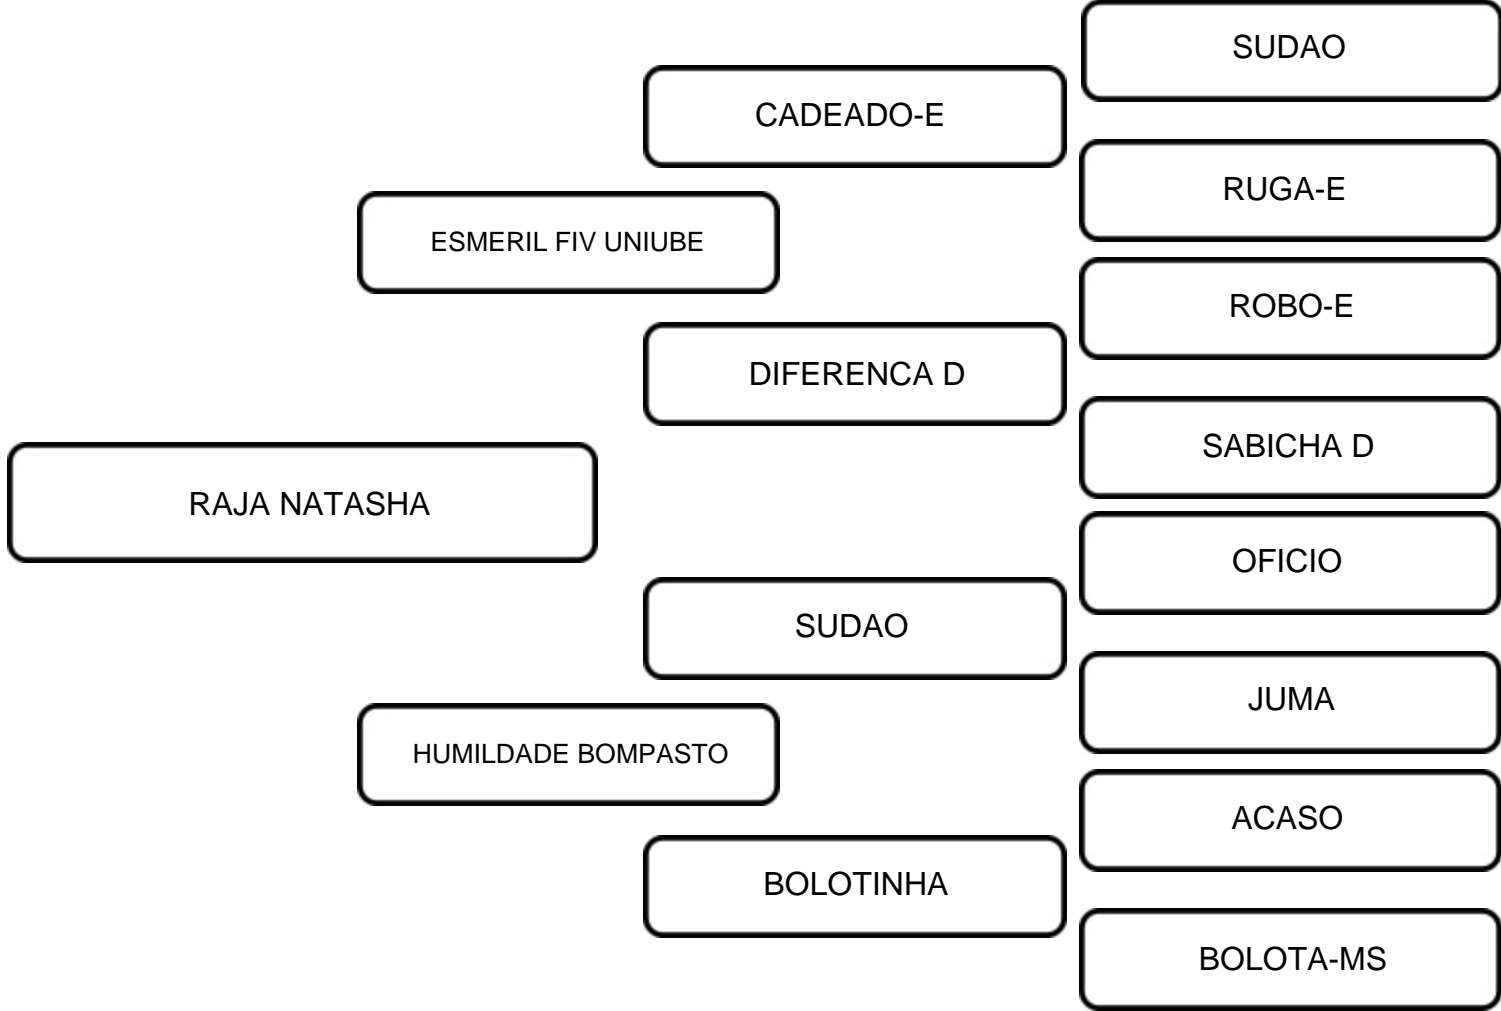 SUDAO
CADEADO-E
RUGA-E
ESMERIL FIV UNIUBE
ROBO-E
DIFERENCA D
SABICHA D
RAJA NATASHA
OFICIO
SUDAO
JUMA
HUMILDADE BOMPASTO
ACASO
BOLOTINHA
BOLOTA-MS